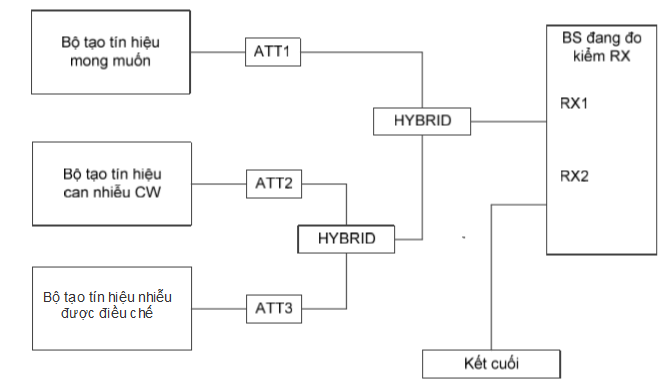 Bộ tạo tín hiệu
mong muốn
ATT1
BS đang đo
kiểm RX
RX1
HYBRID
Bộ tạo tín hiệu
can nhiễu CW
ATT2
RX2
HYBRID
Bộ tạo tín hiệu nhiễu
được điều chế
ATT3
Kết cuối